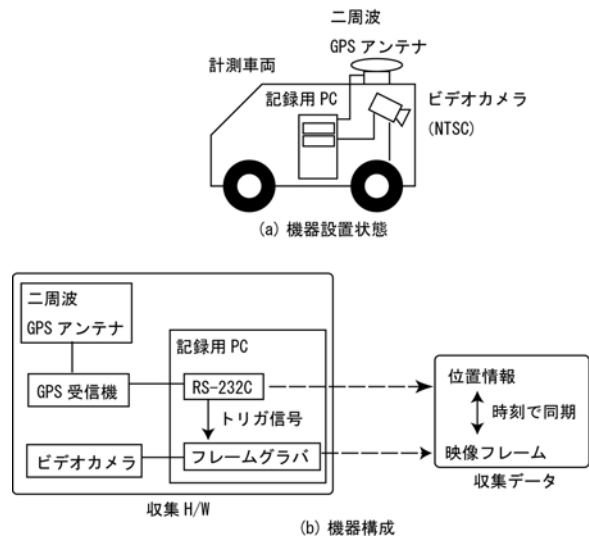 二周波
GPS アンテナ
計測車両
記録用 PC
ビデオカメラ
(NTSC)
(a) 機器設置状態
二周波
GPS アンテナ
記録用 PC
GPS 受信機
RS-232C
トリガ信号
ビデオカメラ
フレームグラバ
位置情報
時刻で同期
映像フレーム
収集データ
収集 H/W
(b) 機器構成